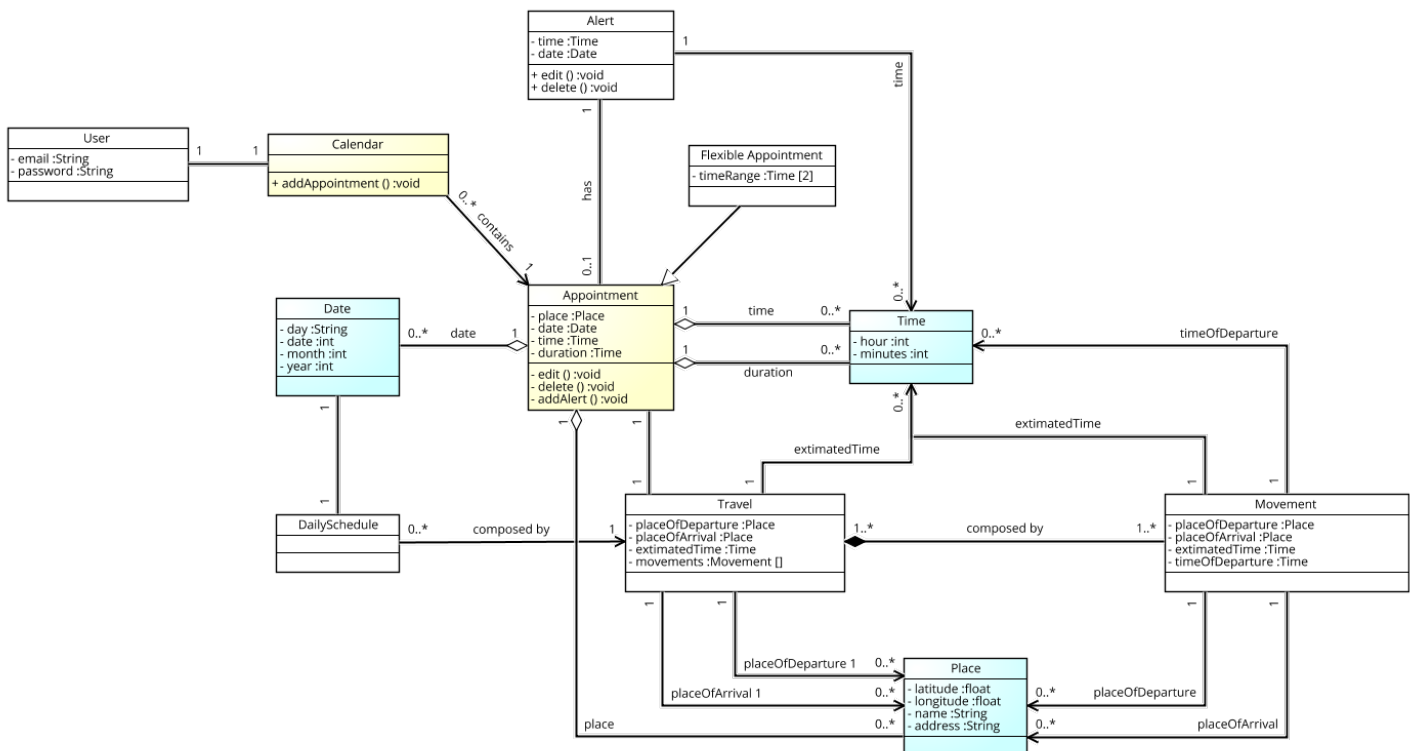 Alert
- time :Time
- date :Date
+ edit () :void
+ delete () :void
1
time
0..*
1
has
0..1
User
- email :String
- password :String
1
1
Calendar
+ addAppointment () :void
0..*
contains
1
Flexible Appointment
- timeRange :Time [2]
Appointment
- place :Place
- date :Date
- time :Time
- duration :Time
- edit () :void
- delete () :void
- addAlert () :void
Date
- day :String
- date :int
- month :int
- year :int
0..*
date
1
1
time
0..*
1
0..*
duration
Time
- hour :int
- minutes :int
0..*
timeOfDeparture
0..*
extimatedTime
extimatedTime
1
1
1
1
1
1
1
1
DailySchedule
0..*
composed by
1
Travel
- placeOfDeparture :Place
- placeOfArrival :Place
- extimatedTime :Time
- movements :Movement []
1..*
composed by
1..*
Movement
- placeOfDeparture :Place
- placeOfArrival :Place
- extimatedTime :Time
- timeOfDeparture :Time
1
1
1
1
placeOfDeparture 1
0..*
placeOfArrival 1
0..*
place
0..*
Place
- latitude :float
- longitude :float
- name :String
- address :String
0..*
placeOfDeparture
0..*
placeOfArrival